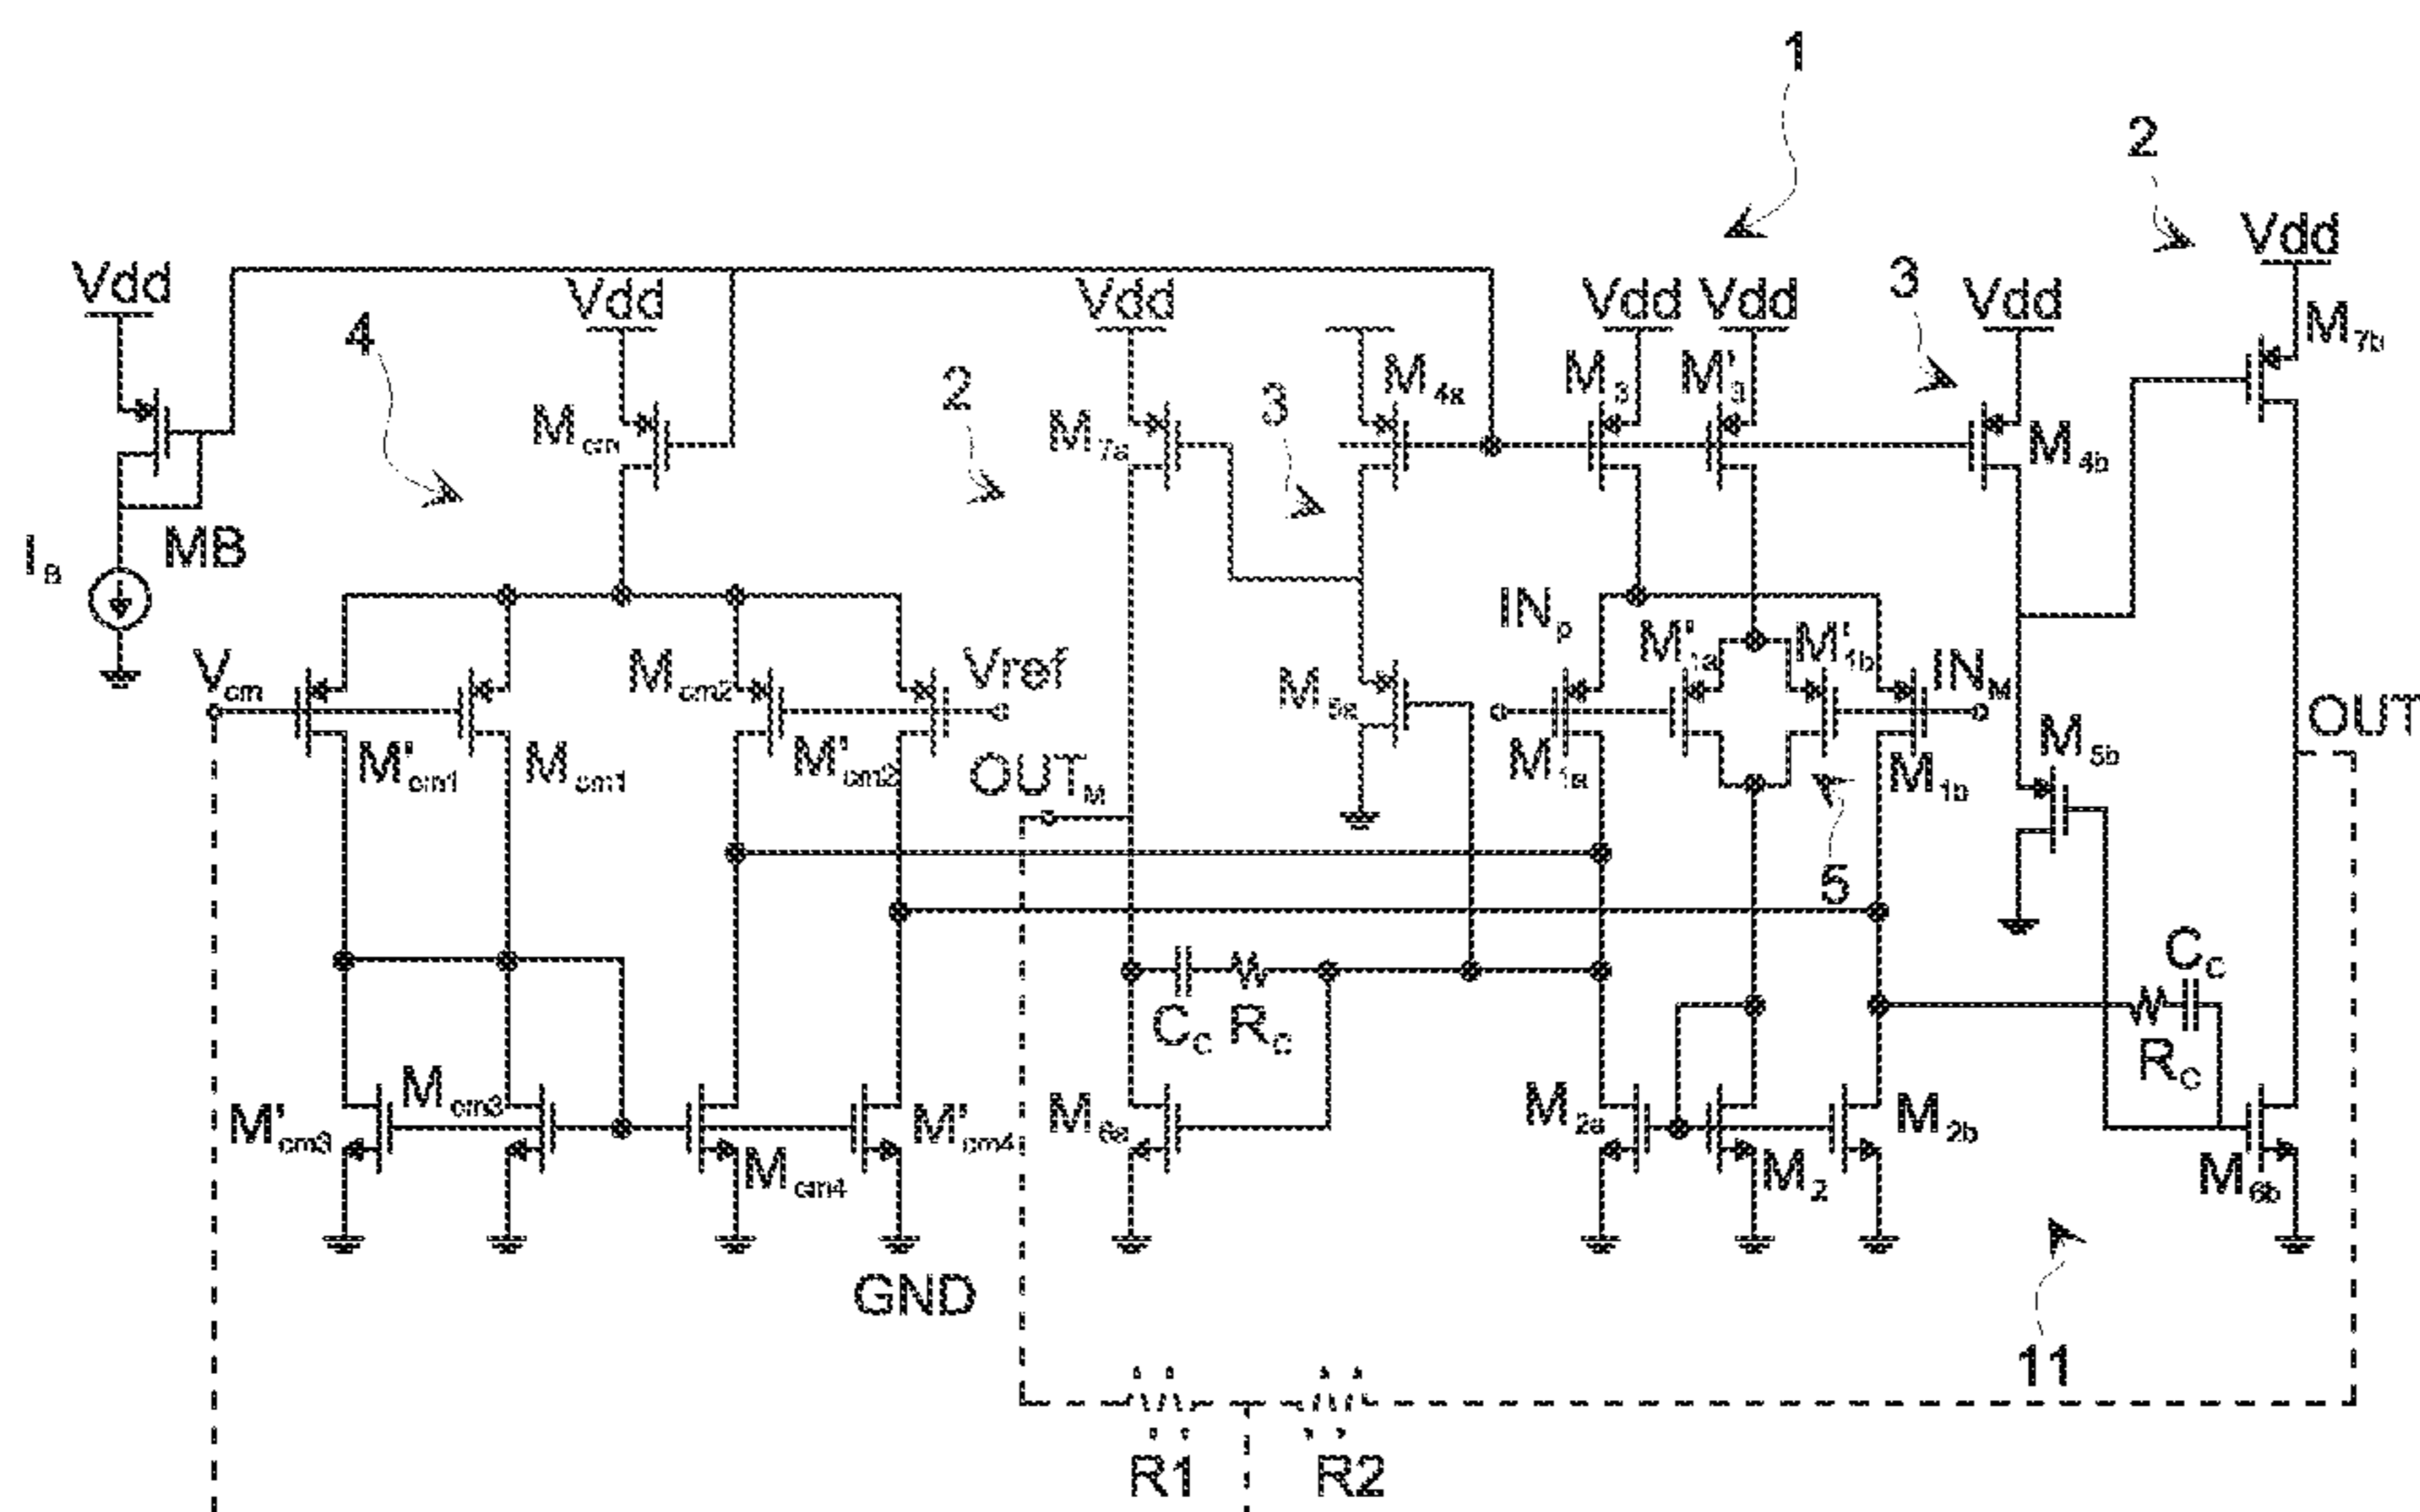 1
2
Vdd
Vdd
Vdd
Vdd
Vdd
Vdd
3
Vdd
4
2
3
M4a
M3
M'3
M7b
Mcm
M7a
M4b
IB
MB
INp
M'1a
M'1b
INM
Vcm
Mcm2
Vref
M5a
OUT
M'cm1
Mcm1
M'cm2
OUTM
M1a
M1b
M5b
5
Cc
Cc
Rc
Rc
M'cm3
Mcm3
M'cm4
M6a
M2a
M2b
Mcm4
M2
M6b
GND
11
R1
R2